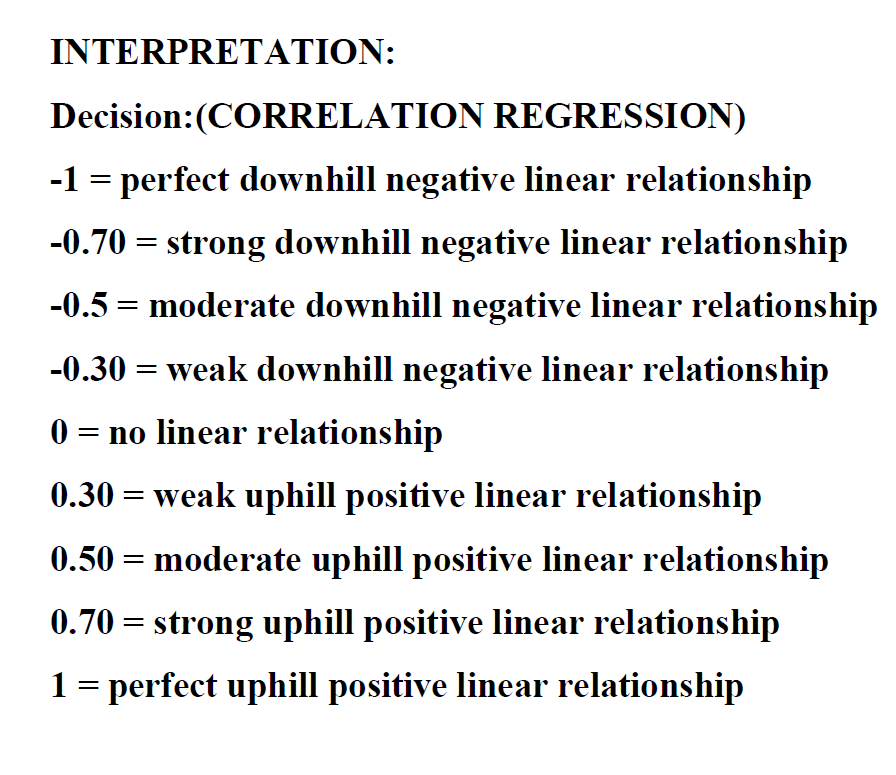 INTERPRETATION:
Decision:(CORRELATION REGRESSION)
-1 = perfect downhill negative linear relationship
-0.70 = strong downhill negative linear relationship
-0.5 = moderate downhill negative linear relationship
-0.30 = weak downhill negative linear relationship
0 = no linear relationship
0.30 = weak uphill positive linear relationship
0.50 = moderate uphill positive linear relationship
0.70 = strong uphill positive linear relationship
1 = perfect uphill positive linear relationship